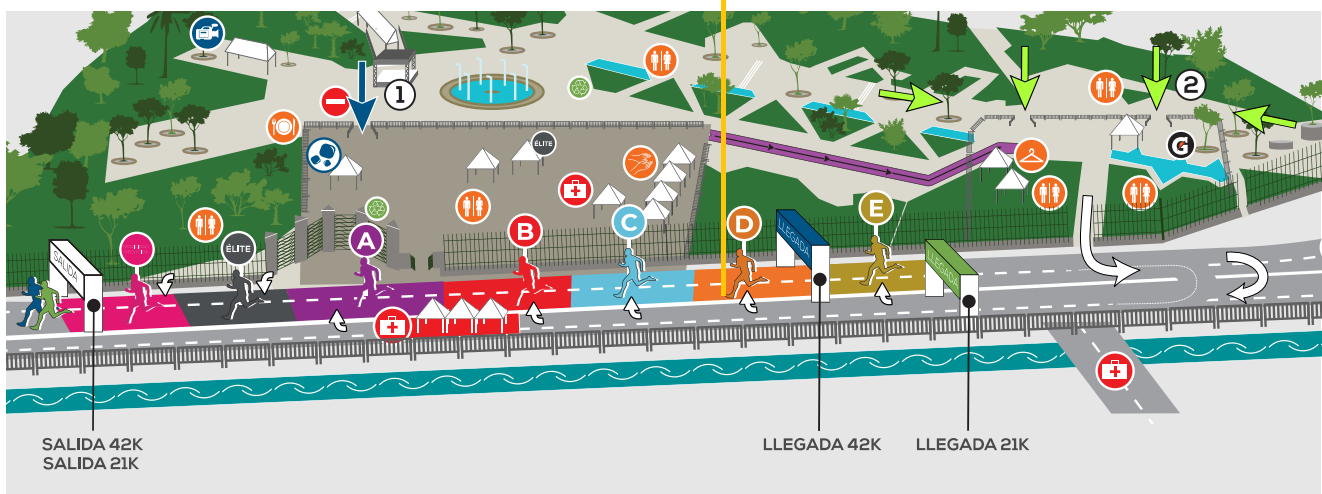 1
2
ÉLITE
ÉLITE
A
B
C
D
E
SALIDA
LLEGADA
LLEGADA
G
SALIDA 42K
SALIDA 21K
LLEGADA 42K
LLEGADA 21K